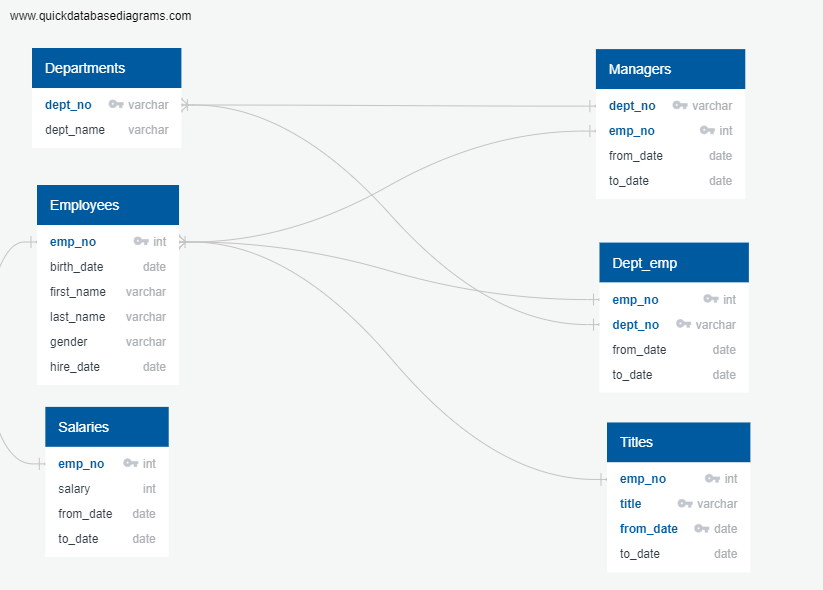 www.quickdatabasediagrams.com
Departments
dept_no varchar
dept_name varchar
Employees
emp_no int
birth_date date
first_name varchar
last_name varchar
gender varchar
hire_date date
Salaries
emp_no int
salary int
from_date date
to_date date
Managers
dept_no varchar
emp_no int
from_date date
to_date date
Dept_emp
emp_no int
dept_no varchar
from_date date
to_date date
Titles
emp_no int
title varchar
from_date date
to_date date